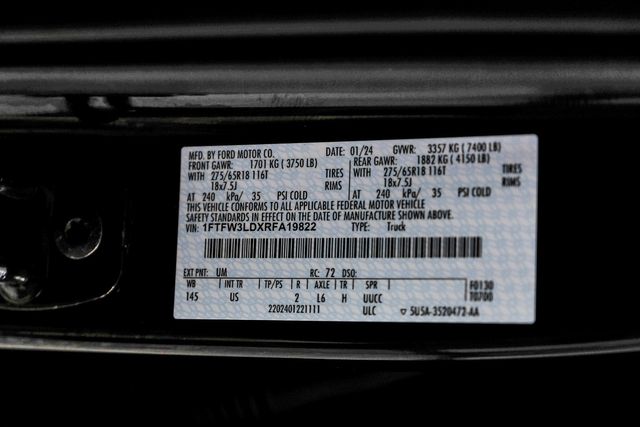 MFD. BY FORD MOTOR CO. DATE: 01/24 GVWR: 3357 KG ( 7400 LB)
FRONT GAWR: 1701 KG ( 3750 LB) REAR GAWR: 1882 KG ( 4150 LB)
WITH 275/65R18 116T TIRES WITH 275/65R18 116T TIRES
18x7.5J RIMS 18x7.5J RIMS
AT 240 kPa/ 35 PSI COLD AT 240 kPa/ 35 PSI COLD
THIS VEHICLE CONFORMS TO ALL APPLICABLE FEDERAL MOTOR VEHICLE
SAFETY STANDARDS IN EFFECT ON THE DATE OF MANUFACTURE SHOWN ABOVE.
VIN: 1FTFW3LDXRFA19822 TYPE: Truck
EXT PNT: UM RC: 72 DSO:
WB INT TR TP/PS R AXLE TR SPR F0130
145 US 2 L6 H UUCC T0700
2202401221111 ULC 5U5A-3520472-AA